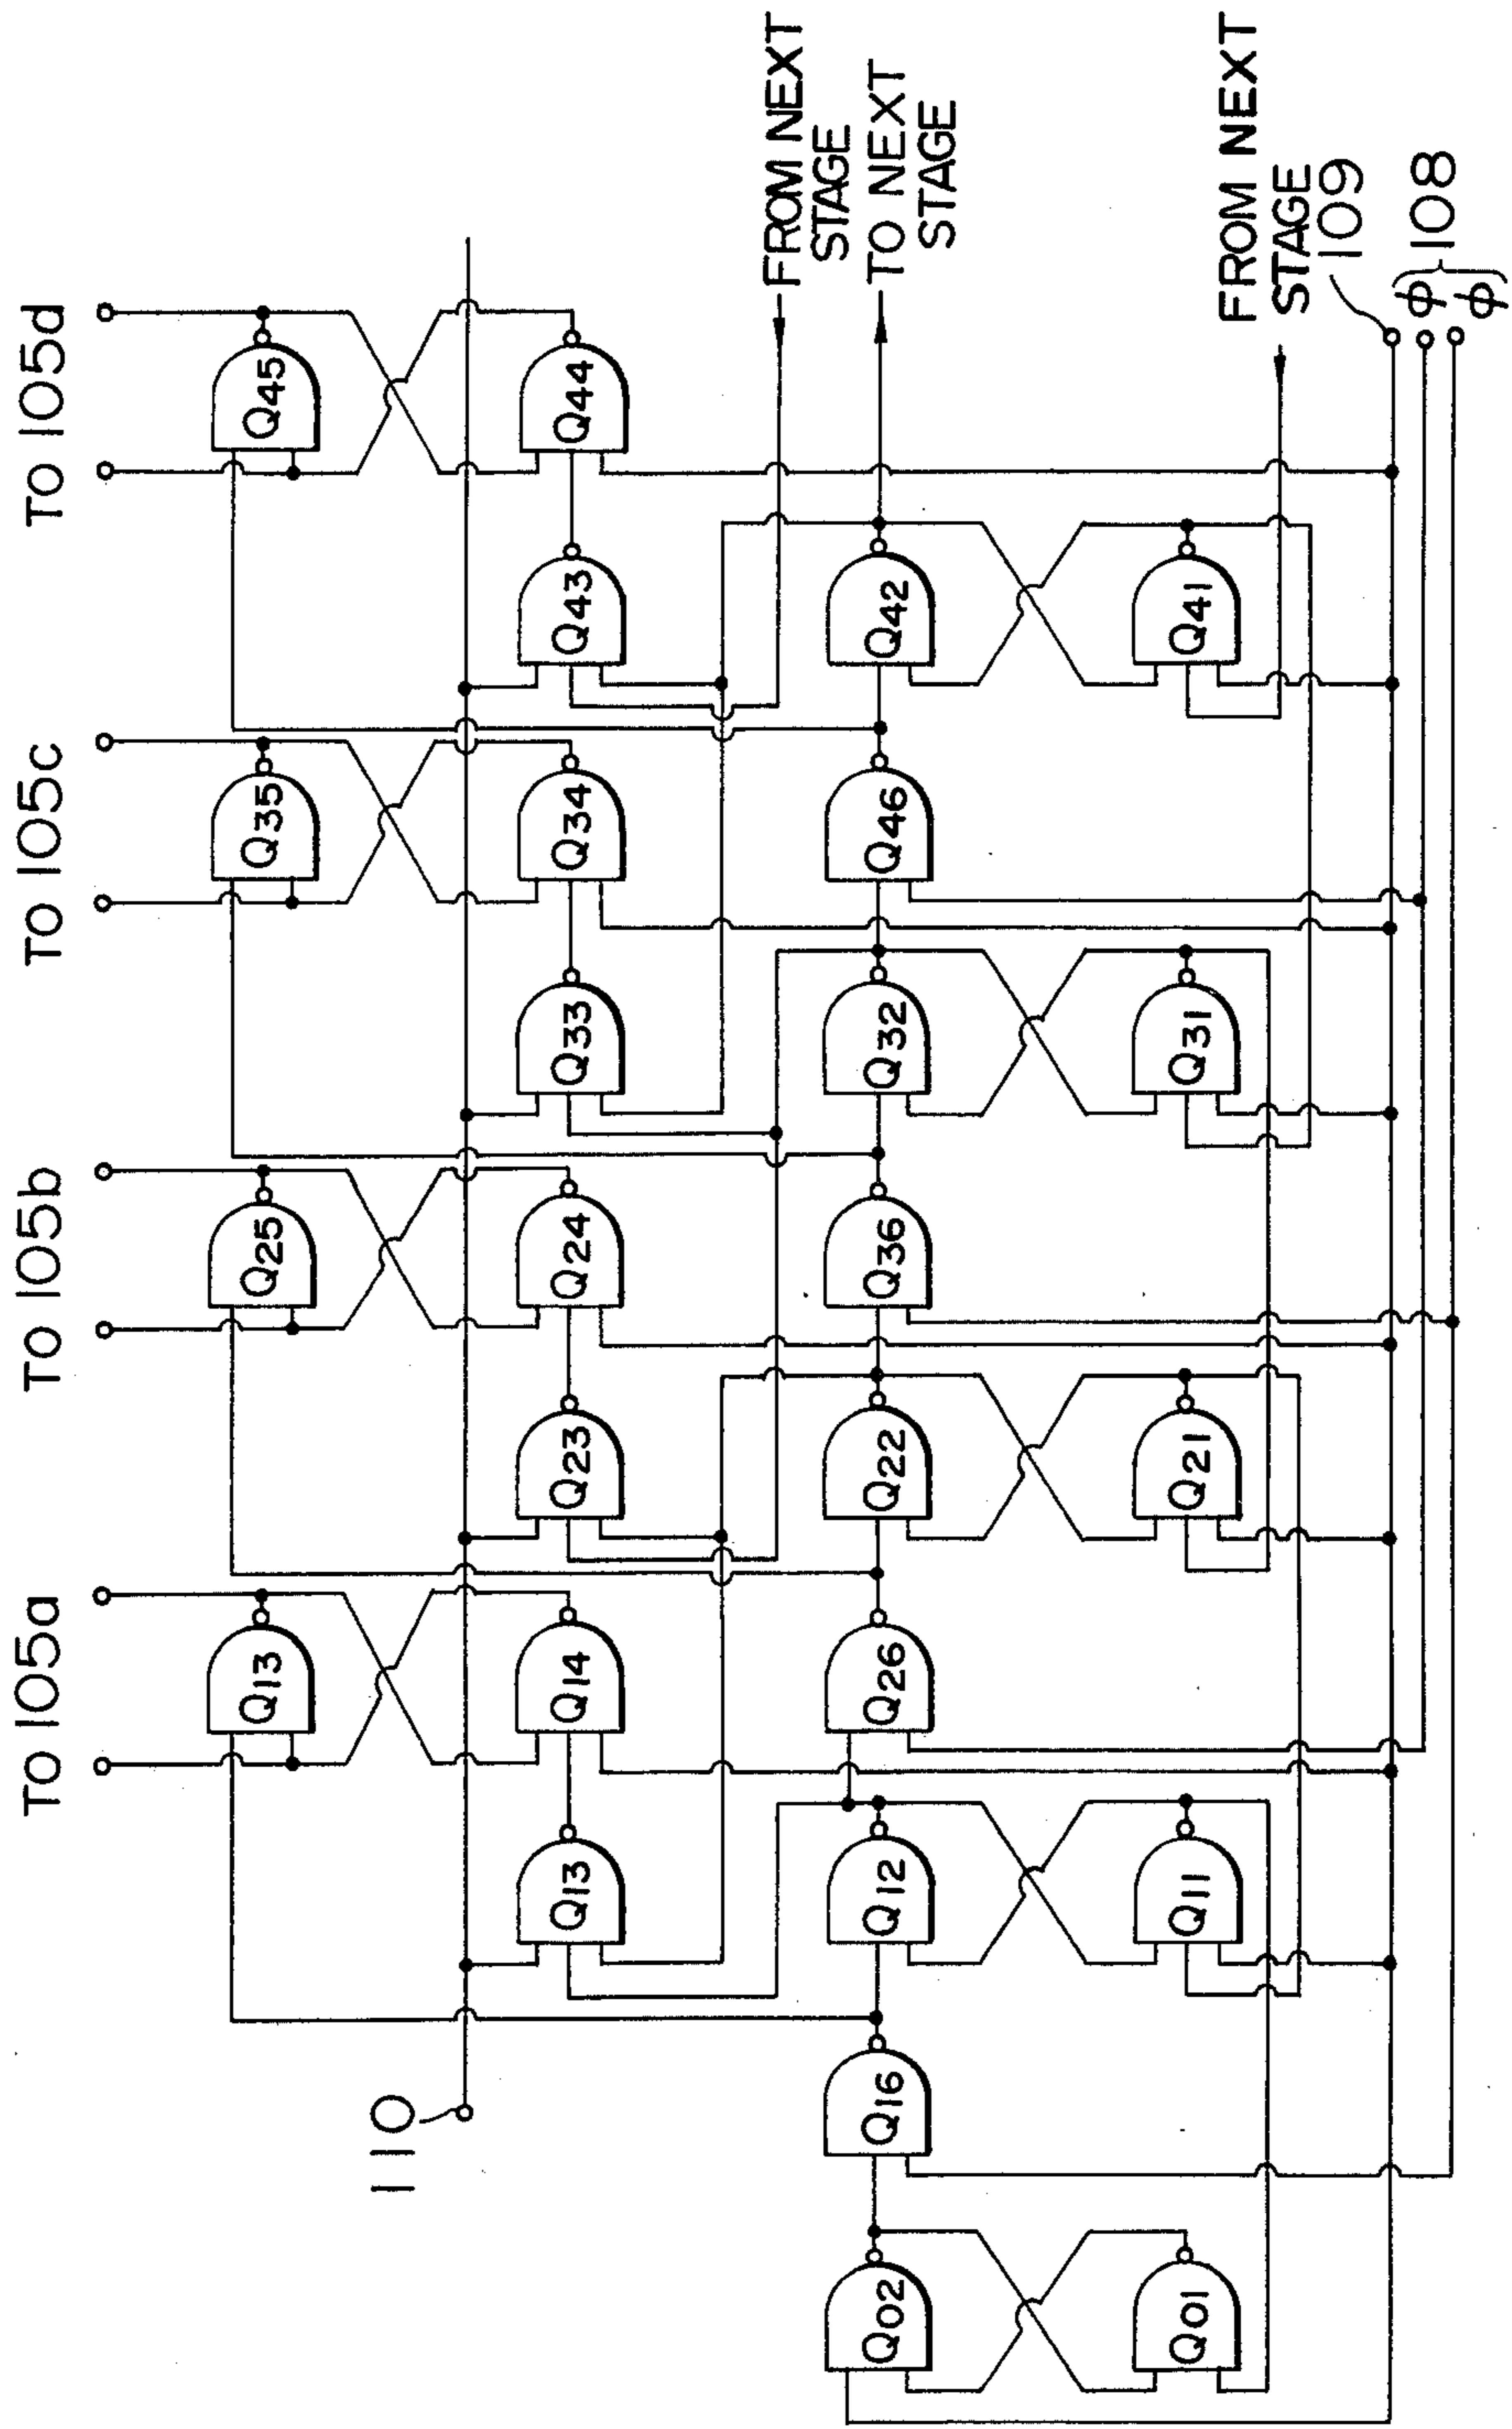 TO 105a
TO 105b
TO 105c
TO 105d
Q13
Q25
Q35
Q45
110
Q13
Q14
Q23
Q24
Q33
Q34
Q43
Q44
FROM NEXT
STAGE
TO NEXT
STAGE
Q02
Q16
Q12
Q26
Q22
Q36
Q32
Q46
Q42
Q01
Q11
Q21
Q31
Q41
FROM NEXT
STAGE
109
ϕ
ϕ
108